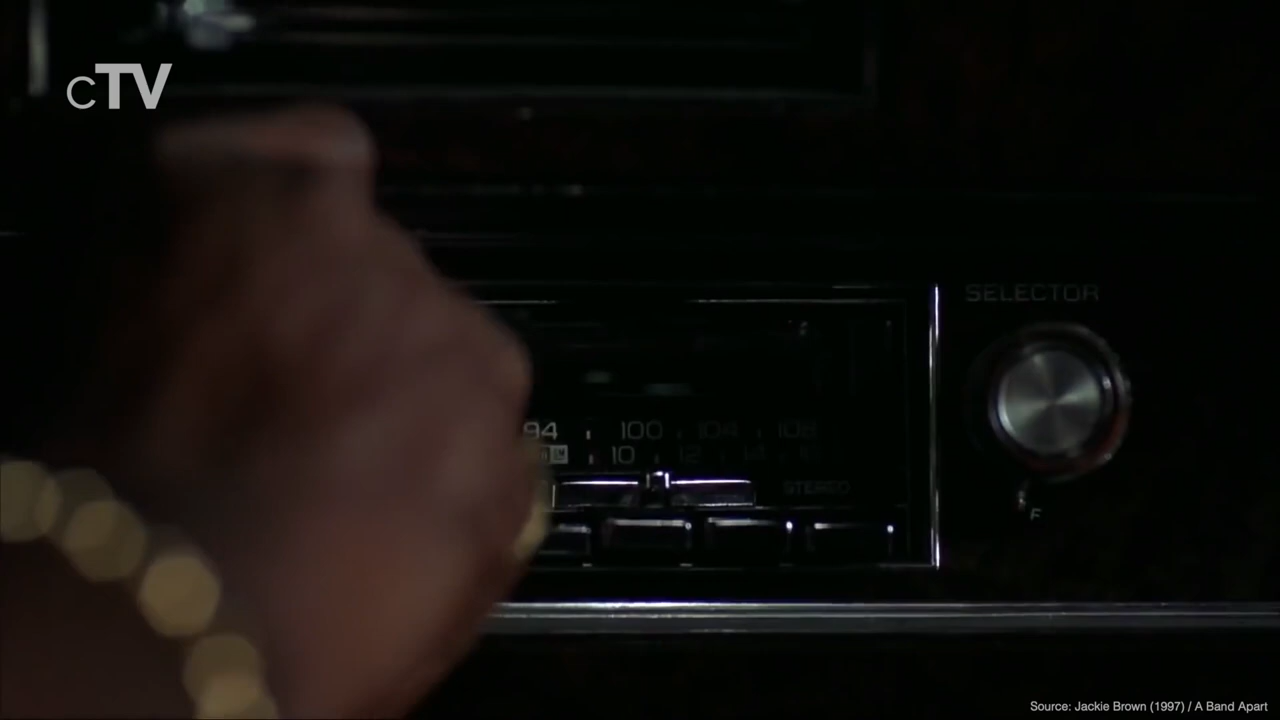 cTV
SELECTOR
94 100 104 108
10 12 14
STEREO
F
Source: Jackie Brown (1997) / A Band Apart